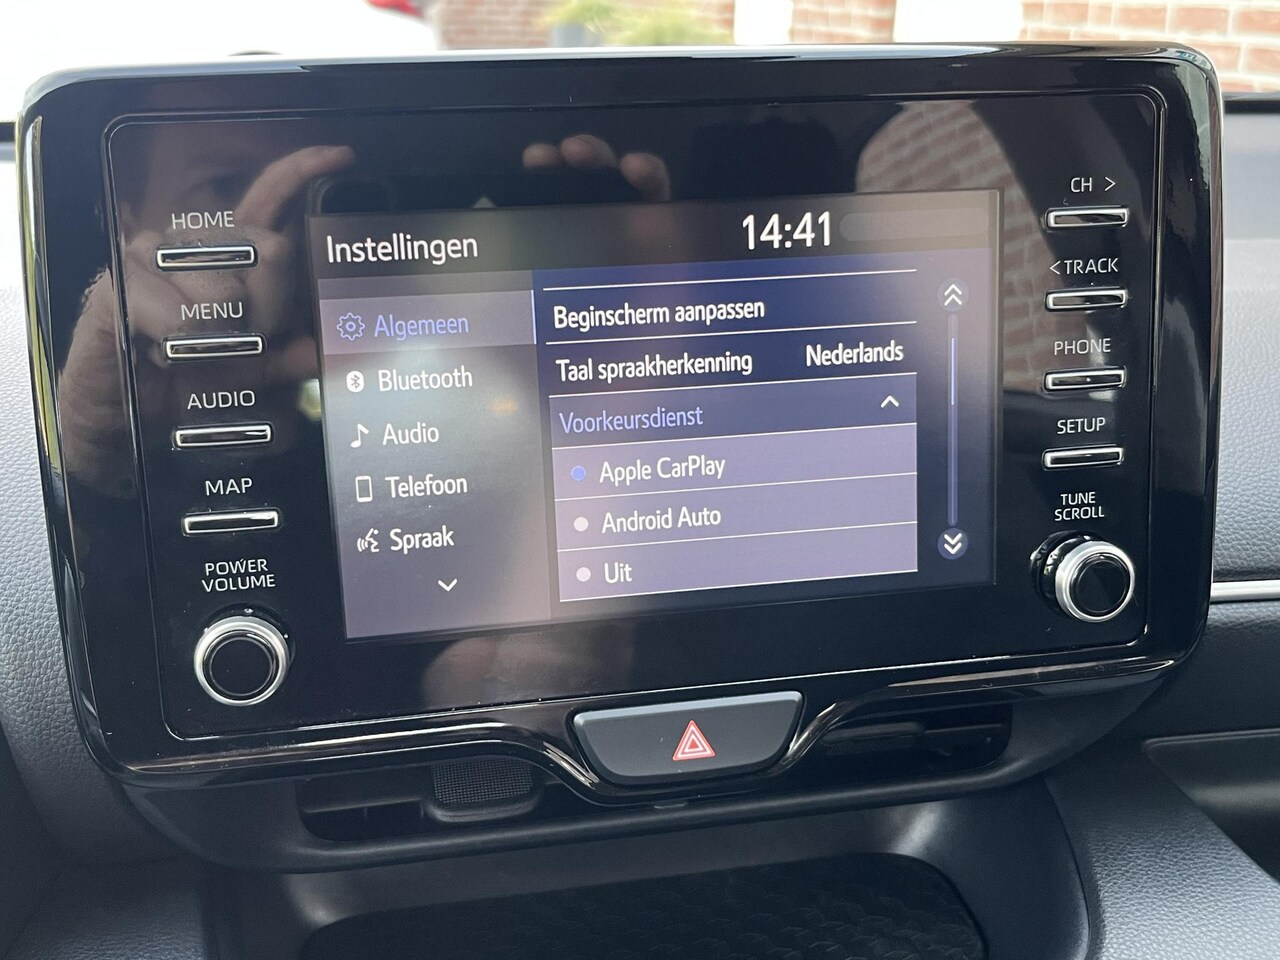 HOME
MENU
AUDIO
MAP
POWER
VOLUME
Instellingen
14:41
Algemeen
Bluetooth
Audio
Telefoon
Spraak
Beginscherm aanpassen
Taal spraakherkenning Nederlands
Voorkeursdienst
Apple CarPlay
Android Auto
Uit
CH >
< TRACK
PHONE
SETUP
TUNE
SCROLL